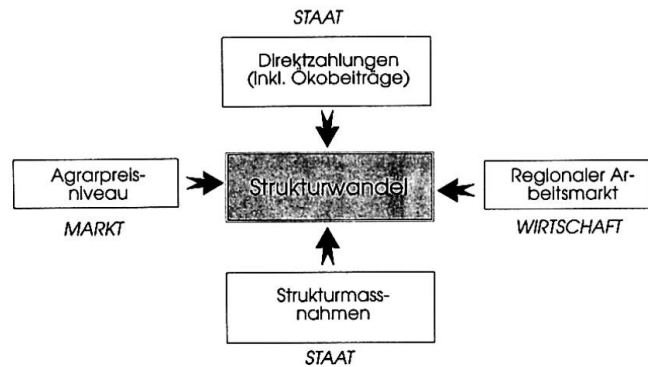 STAAT
Direktzahlungen
(inkl. Ökobeiträge)
Agrarpreis-
niveau
MARKT
Strukturwandel
Regionaler Ar-
beitsmarkt
WIRTSCHAFT
Strukturmass-
nahmen
STAAT